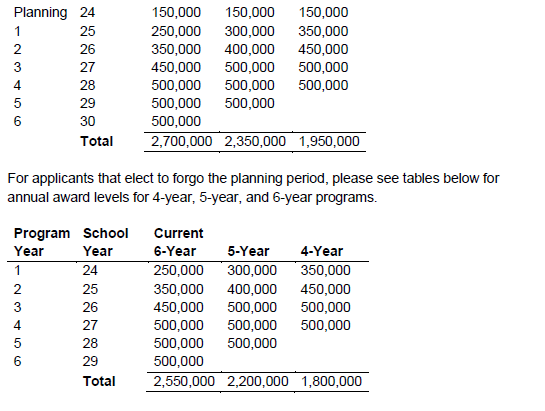 Planning 24 150,000 150,000 150,000
1 25 250,000 300,000 350,000
2 26 350,000 400,000 450,000
3 27 450,000 500,000 500,000
4 28 500,000 500,000 500,000
5 29 500,000 500,000
6 30 500,000
Total 2,700,000 2,350,000 1,950,000
For applicants that elect to forgo the planning period, please see tables below for
annual award levels for 4-year, 5-year, and 6-year programs.
Program School Current
Year Year 6-Year 5-Year 4-Year
1 24 250,000 300,000 350,000
2 25 350,000 400,000 450,000
3 26 450,000 500,000 500,000
4 27 500,000 500,000 500,000
5 28 500,000 500,000
6 29 500,000
Total 2,550,000 2,200,000 1,800,000